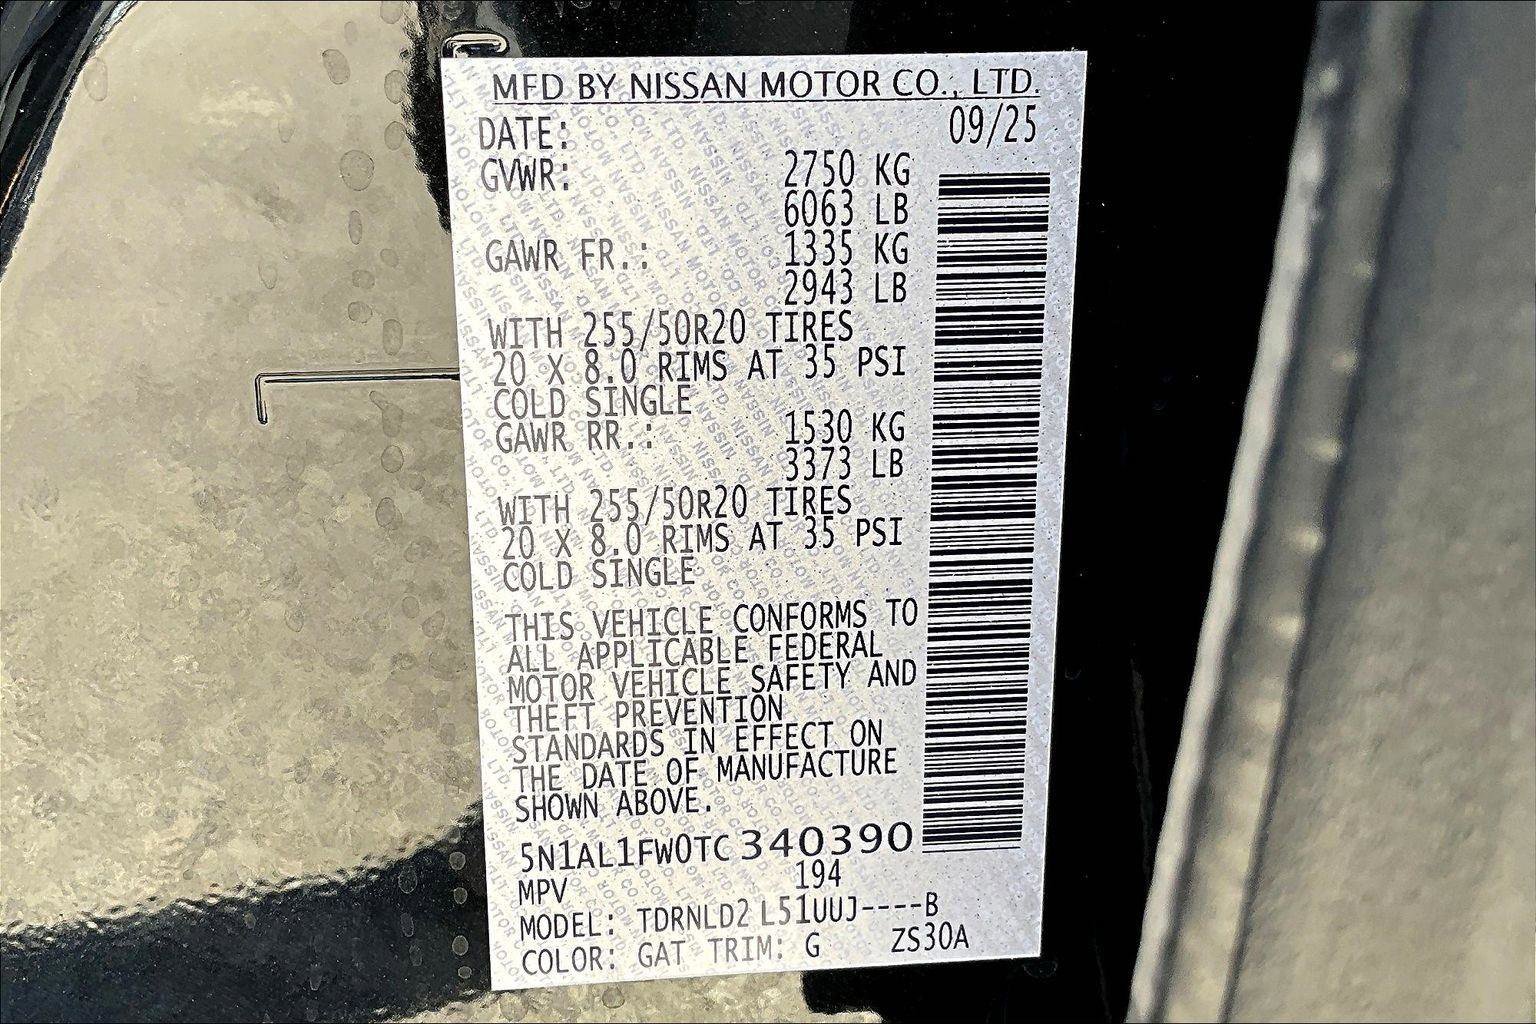 MFD BY NISSAN MOTOR CO., LTD.
DATE: 09/25
GVWR: 2750 KG
6063 LB
GAWR FR.: 1335 KG
2943 LB
WITH 255/50R20 TIRES
20 X 8.0 RIMS AT 35 PSI
COLD SINGLE
GAWR RR.: 1530 KG
3373 LB
WITH 255/50R20 TIRES
20 X 8.0 RIMS AT 35 PSI
COLD SINGLE
THIS VEHICLE CONFORMS TO
ALL APPLICABLE FEDERAL
MOTOR VEHICLE SAFETY AND
THEFT PREVENTION
STANDARDS IN EFFECT ON
THE DATE OF MANUFACTURE
SHOWN ABOVE.
5N1AL1FW0TC340390
MPV 194
MODEL: TDRNLD2 L51UUJ----B
COLOR: GAT TRIM: G ZS30A